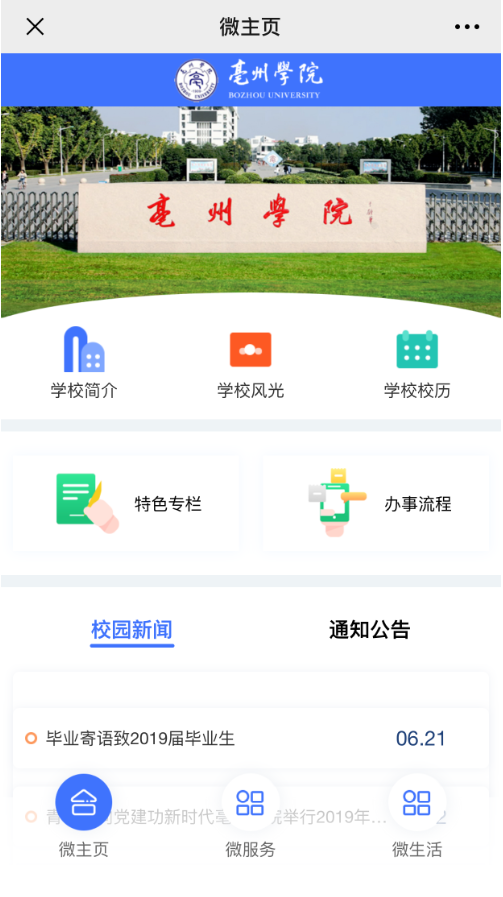 微主页
亳州學院
BOZHOU UNIVERSITY
亳州學院
学校简介
学校风光
学校校历
特色专栏
办事流程
校园新闻
通知公告
毕业寄语致2019届毕业生 06.21
党建功新时代 院举行2019年... 2
微主页
微服务
微生活